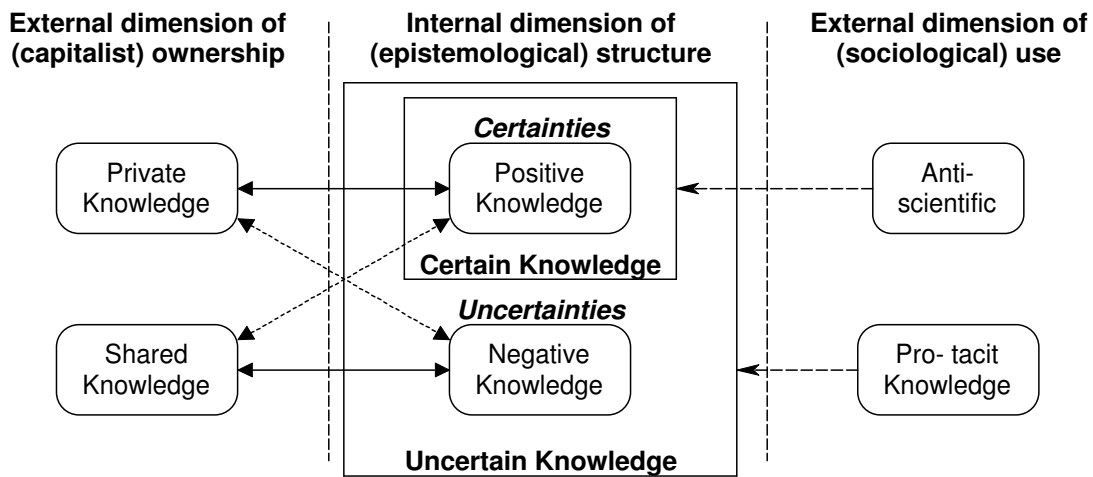 External dimension of
(capitalist) ownership
Internal dimension of
(epistemological) structure
External dimension of
(sociological) use
Certainties
Private
Knowledge
Positive
Knowledge
Anti-
scientific
Certain Knowledge
Uncertainties
Shared
Knowledge
Negative
Knowledge
Pro- tacit
Knowledge
Uncertain Knowledge